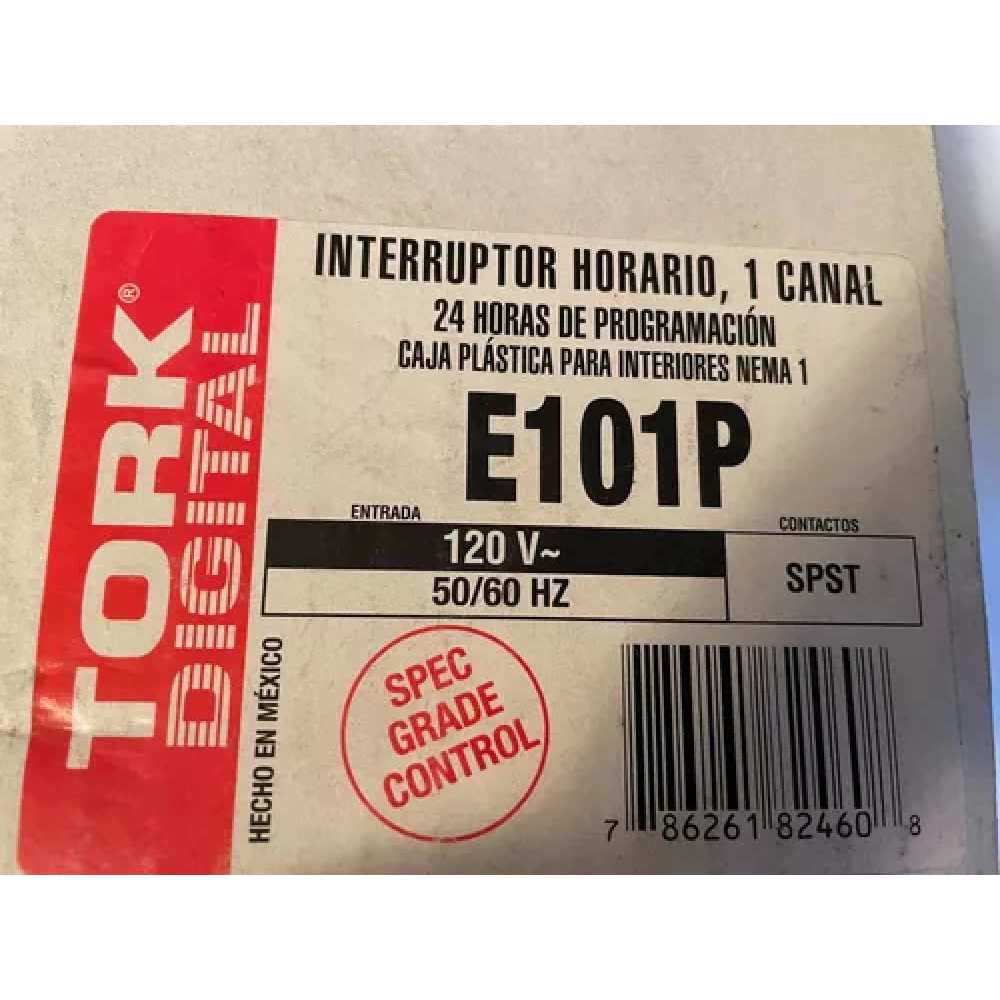 TORK®
DIGITAL
INTERRUPTOR HORARIO, 1 CANAL
24 HORAS DE PROGRAMACIÓN
CAJA PLÁSTICA PARA INTERIORES NEMA 1
E101P
ENTRADA
120 V~
50/60 HZ
CONTACTOS
SPST
HECHO EN MÉXICO
SPEC
GRADE
CONTROL
7 86261 82460 8